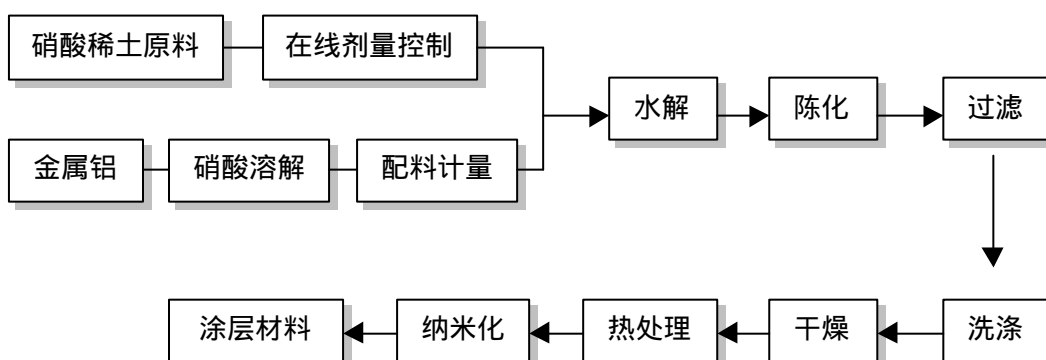 硝酸稀土原料
在线剂量控制
水解
陈化
过滤
金属铝
硝酸溶解
配料计量
涂层材料
纳米化
热处理
干燥
洗涤